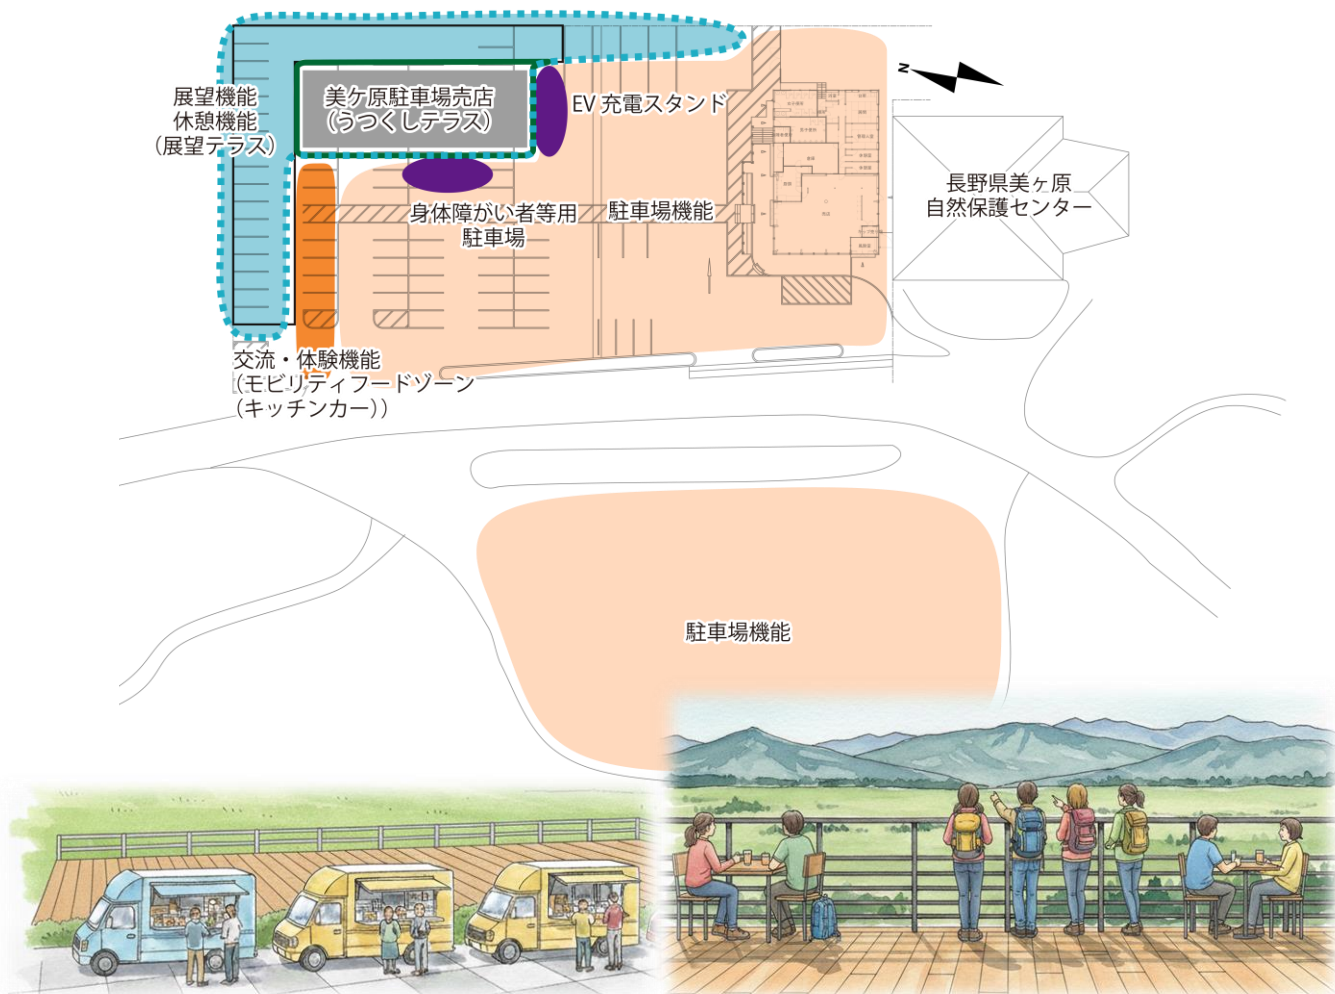 展望機能
休憩機能
（展望テラス）
美ケ原駐車場売店
（うつくしテラス）
EV 充電スタンド
N
身体障がい者等用
駐車場
駐車場機能
長野県美ヶ原
自然保護センター
交流・体験機能
（モビリティフードゾーン
（キッチンカー））
駐車場機能